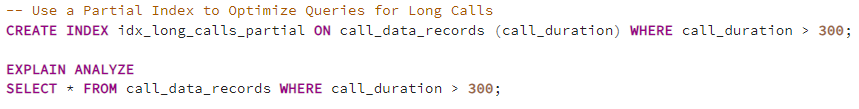 -- Use a Partial Index to Optimize Queries for Long Calls
CREATE INDEX idx_long_calls_partial ON call_data_records (call_duration) WHERE call_duration > 300;
EXPLAIN ANALYZE
SELECT * FROM call_data_records WHERE call_duration > 300;